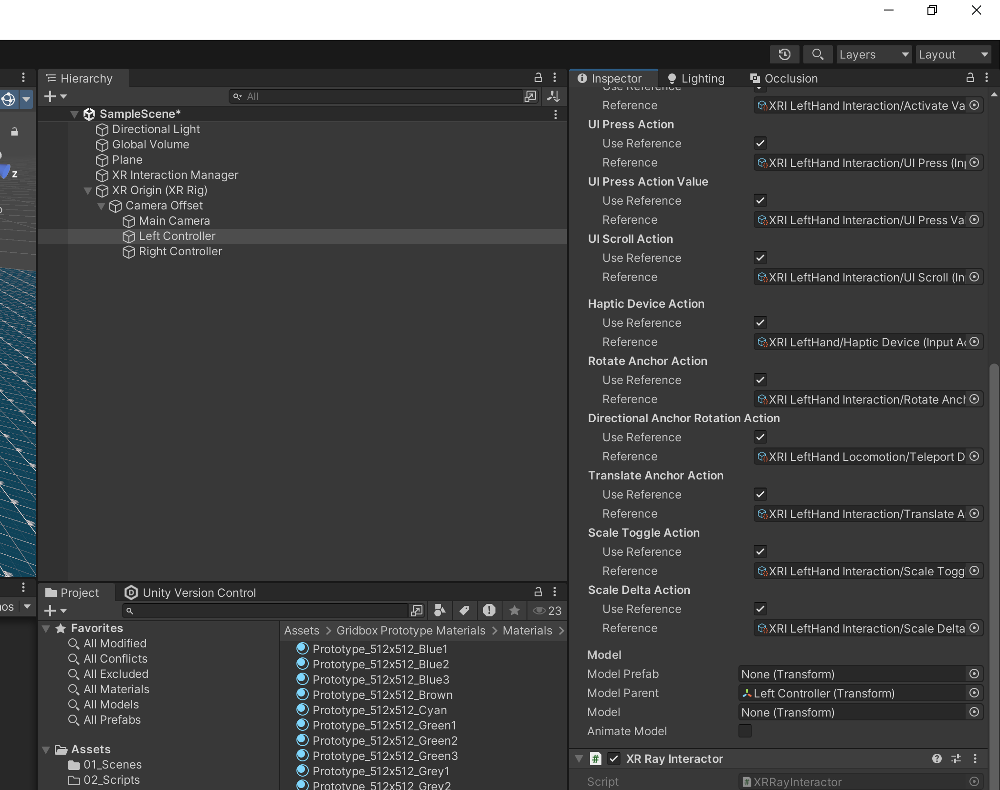 Layers
Layout
Hierarchy
All
SampleScene*
Directional Light
Global Volume
Plane
XR Interaction Manager
XR Origin (XR Rig)
Camera Offset
Main Camera
Left Controller
Right Controller
z
Inspector
Lighting
Occlusion
Use Reference
Reference
XRI LeftHand Interaction/Activate Va
UI Press Action
Use Reference
Reference
XRI LeftHand Interaction/UI Press (In
UI Press Action Value
Use Reference
Reference
XRI LeftHand Interaction/UI Press Va
UI Scroll Action
Use Reference
Reference
XRI LeftHand Interaction/UI Scroll (In
Haptic Device Action
Use Reference
Reference
XRI LeftHand/Haptic Device (Input Ac
Rotate Anchor Action
Use Reference
Reference
XRI LeftHand Interaction/Rotate Anch
Directional Anchor Rotation Action
Use Reference
Reference
XRI LeftHand Locomotion/Teleport D
Translate Anchor Action
Use Reference
Reference
XRI LeftHand Interaction/Translate A
Scale Toggle Action
Use Reference
Reference
XRI LeftHand Interaction/Scale Togg
Scale Delta Action
Use Reference
Reference
XRI LeftHand Interaction/Scale Delta
Model
Model Prefab
None (Transform)
Model Parent
Left Controller (Transform)
Model
None (Transform)
Animate Model
XR Ray Interactor
Script
XRRayInteractor
Project
Unity Version Control
23
Favorites
All Modified
All Conflicts
All Excluded
All Materials
All Models
All Prefabs
Assets
01_Scenes
02_Scripts
Assets > Gridbox Prototype Materials > Materials >
Prototype_512x512_Blue1
Prototype_512x512_Blue2
Prototype_512x512_Blue3
Prototype_512x512_Brown
Prototype_512x512_Cyan
Prototype_512x512_Green1
Prototype_512x512_Green2
Prototype_512x512_Green3
Prototype_512x512_Grey1
Prototype_512x512_Grey2